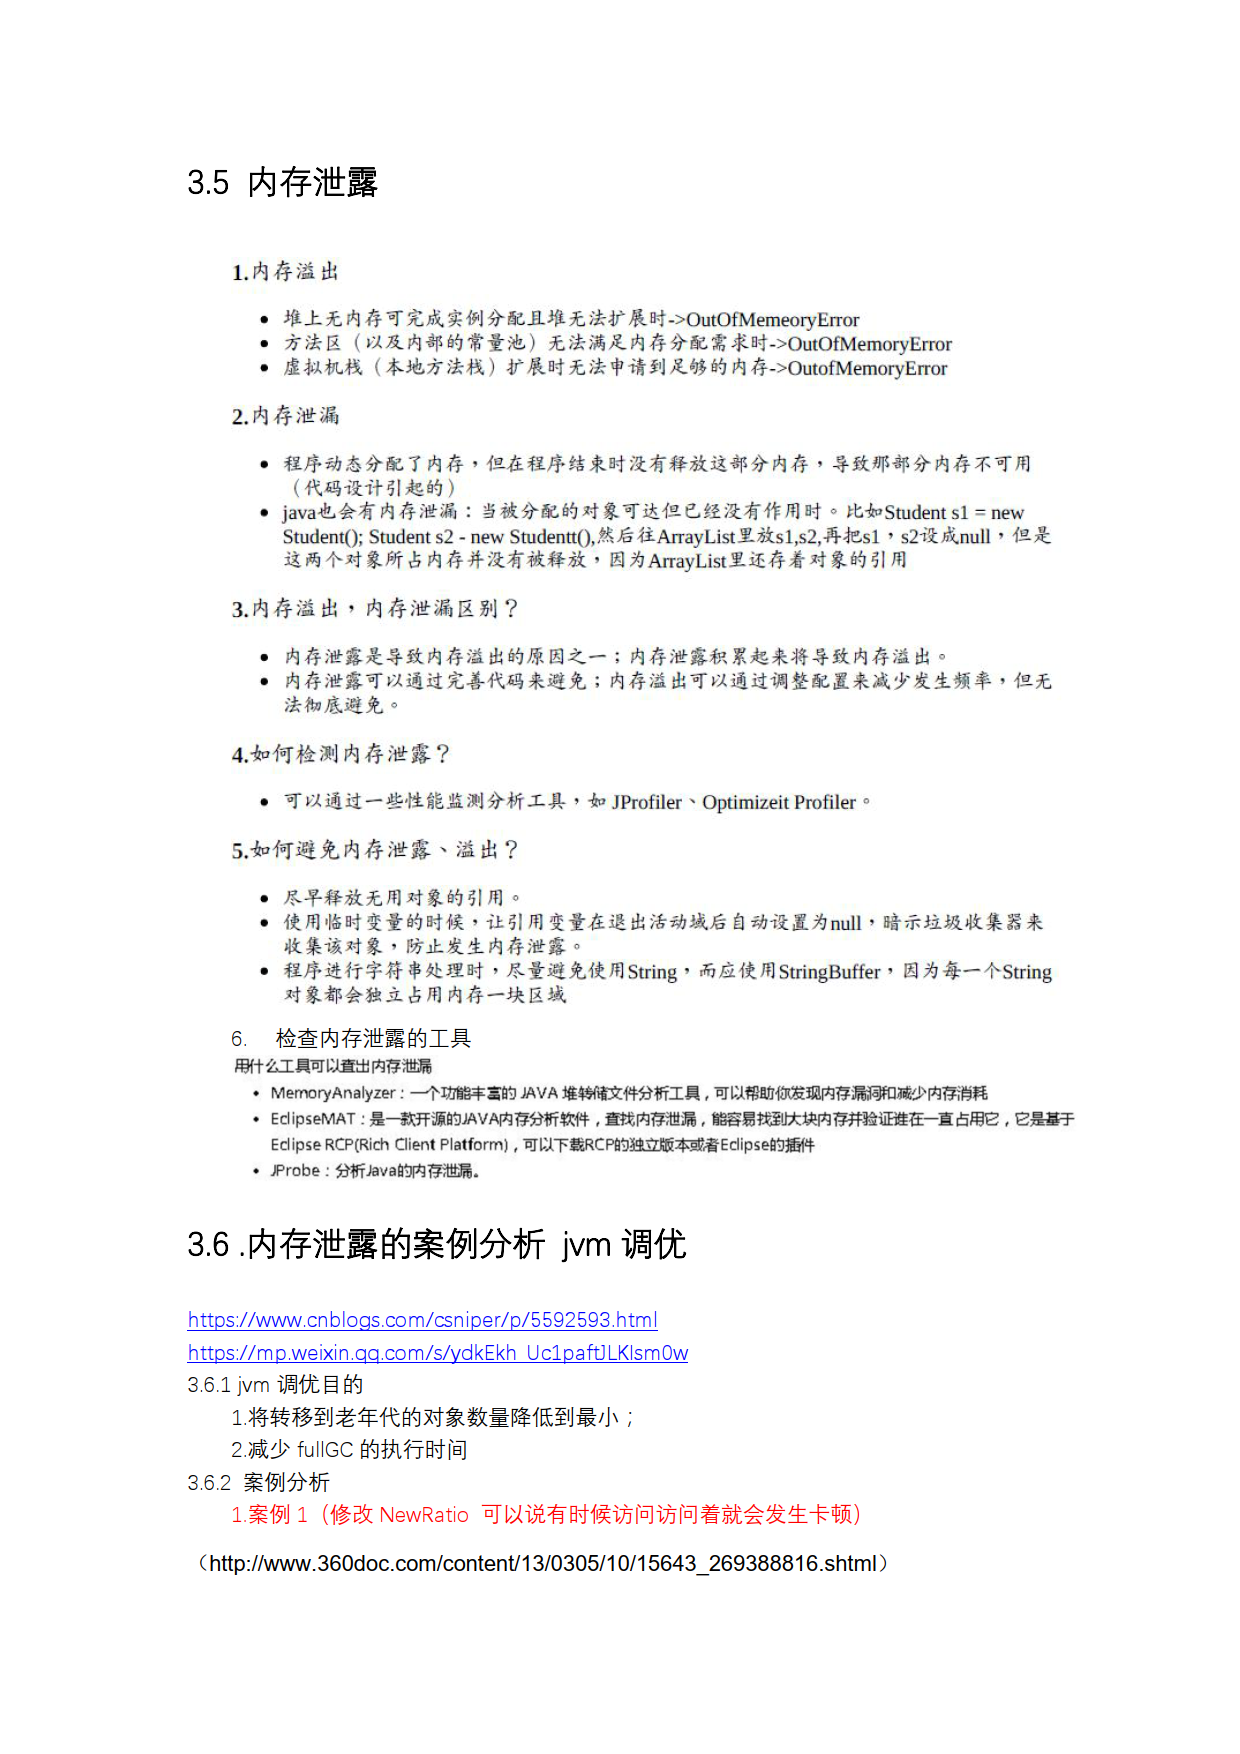 3.5 内存泄露
1.内存溢出
• 堆上无内存可完成实例分配且堆无法扩展时->OutOfMemeoryError
• 方法区（以及内部的常量池）无法满足内存分配需求时->OutOfMemoryError
• 虚拟机栈（本地方法栈）扩展时无法申请到足够的内存->OutofMemoryError
2.内存泄漏
• 程序动态分配了内存，但在程序结束时没有释放这部分内存，导致那部分内存不可用
（代码设计引起的）
• java也会有内存泄漏：当被分配的对象可达但已经没有作用时。比如Student s1 = new
Student(); Student s2 - new Studentt(),然后往ArrayList里放s1,s2,再把s1，s2设成null，但是
这两个对象所占内存并没有被释放，因为ArrayList里还存着对象的引用
3.内存溢出，内存泄漏区别？
• 内存泄露是导致内存溢出的原因之一；内存泄露积累起来将导致内存溢出。
• 内存泄露可以通过完善代码来避免；内存溢出可以通过调整配置来减少发生频率，但无
法彻底避免。
4.如何检测内存泄露？
• 可以通过一些性能监测分析工具，如 JProfiler、Optimizeit Profiler。
5.如何避免内存泄露、溢出？
• 尽早释放无用对象的引用。
• 使用临时变量的时候，让引用变量在退出活动域后自动设置为null，暗示垃圾收集器来
收集该对象，防止发生内存泄露。
• 程序进行字符串处理时，尽量避免使用String，而应使用StringBuffer，因为每一个String
对象都会独立占用内存一块区域
6. 检查内存泄露的工具
用什么工具可以查出内存泄漏
• MemoryAnalyzer：一个功能丰富的 JAVA 堆转储文件分析工具，可以帮助你发现内存漏洞和减少内存消耗
• EclipseMAT：是一款开源的JAVA内存分析软件，查找内存泄漏，能容易找到大块内存并验证谁在一直占用它，它是基于
Eclipse RCP(Rich Client Platform)，可以下载RCP的独立版本或者Eclipse的插件
• JProbe：分析Java的内存泄漏。
3.6 .内存泄露的案例分析 jvm 调优
https://www.cnblogs.com/csniper/p/5592593.html
https://mp.weixin.qq.com/s/ydkEkh_Uc1paftJLKIsm0w
3.6.1 jvm 调优目的
1.将转移到老年代的对象数量降低到最小；
2.减少 fullGC 的执行时间
3.6.2 案例分析
1.案例 1（修改 NewRatio 可以说有时候访问访问着就会发生卡顿）
（http://www.360doc.com/content/13/0305/10/15643_269388816.shtml）